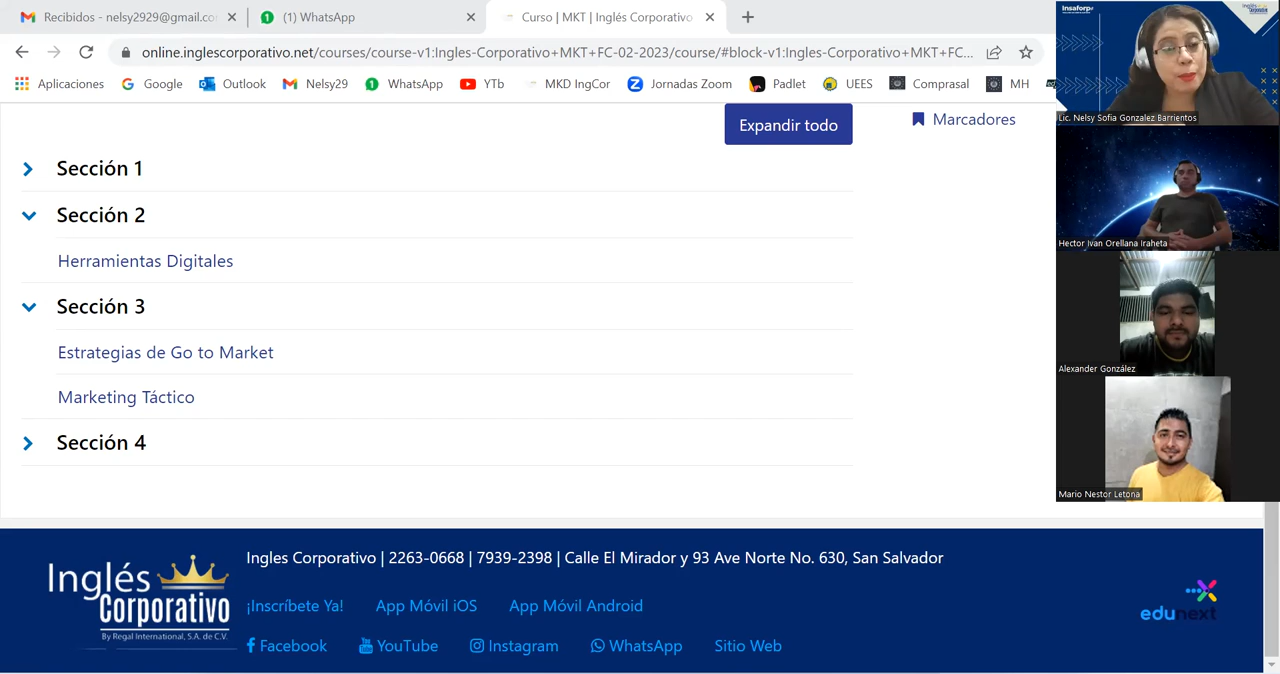 Recibidos - nelsy2929@gmail.co
(1) WhatsApp
Curso | MKT | Inglés Corporativo
online.inglescorporativo.net/courses/course-v1:Ingles-Corporativo+MKT+FC-02-2023/course/#block-v1:Ingles-Corporativo+MKT+FC...
Aplicaciones
Google
Outlook
Nelsy29
WhatsApp
YTb
MKD IngCor
Jornadas Zoom
Padlet
UEES
Comprasal
MH
Expandir todo
Marcadores
Sección 1
Sección 2
Herramientas Digitales
Sección 3
Estrategias de Go to Market
Marketing Táctico
Sección 4
Insaforp
Lic. Nelsy Sofia Gonzalez Barrientos
Hector Ivan Orellana Iraheta
Alexander González
Mario Nestor Letona
Inglés
Corporativo
By Regal International, S.A. de C.V.
Ingles Corporativo | 2263-0668 | 7939-2398 | Calle El Mirador y 93 Ave Norte No. 630, San Salvador
¡Inscríbete Ya!
App Móvil iOS
App Móvil Android
Facebook
YouTube
Instagram
WhatsApp
Sitio Web
edunext